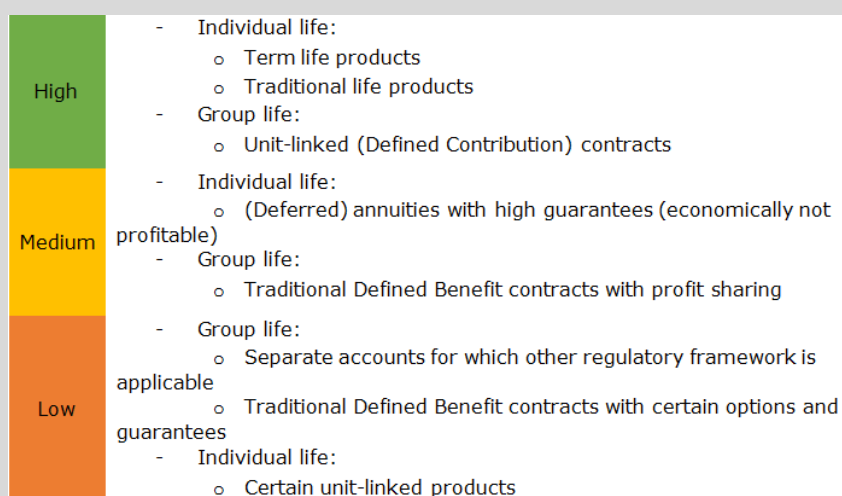 High
- Individual life:
o Term life products
o Traditional life products
- Group life:
o Unit-linked (Defined Contribution) contracts
Medium
- Individual life:
o (Deferred) annuities with high guarantees (economically not
profitable)
- Group life:
o Traditional Defined Benefit contracts with profit sharing
Low
- Group life:
o Separate accounts for which other regulatory framework is
applicable
o Traditional Defined Benefit contracts with certain options and
guarantees
- Individual life:
o Certain unit-linked products